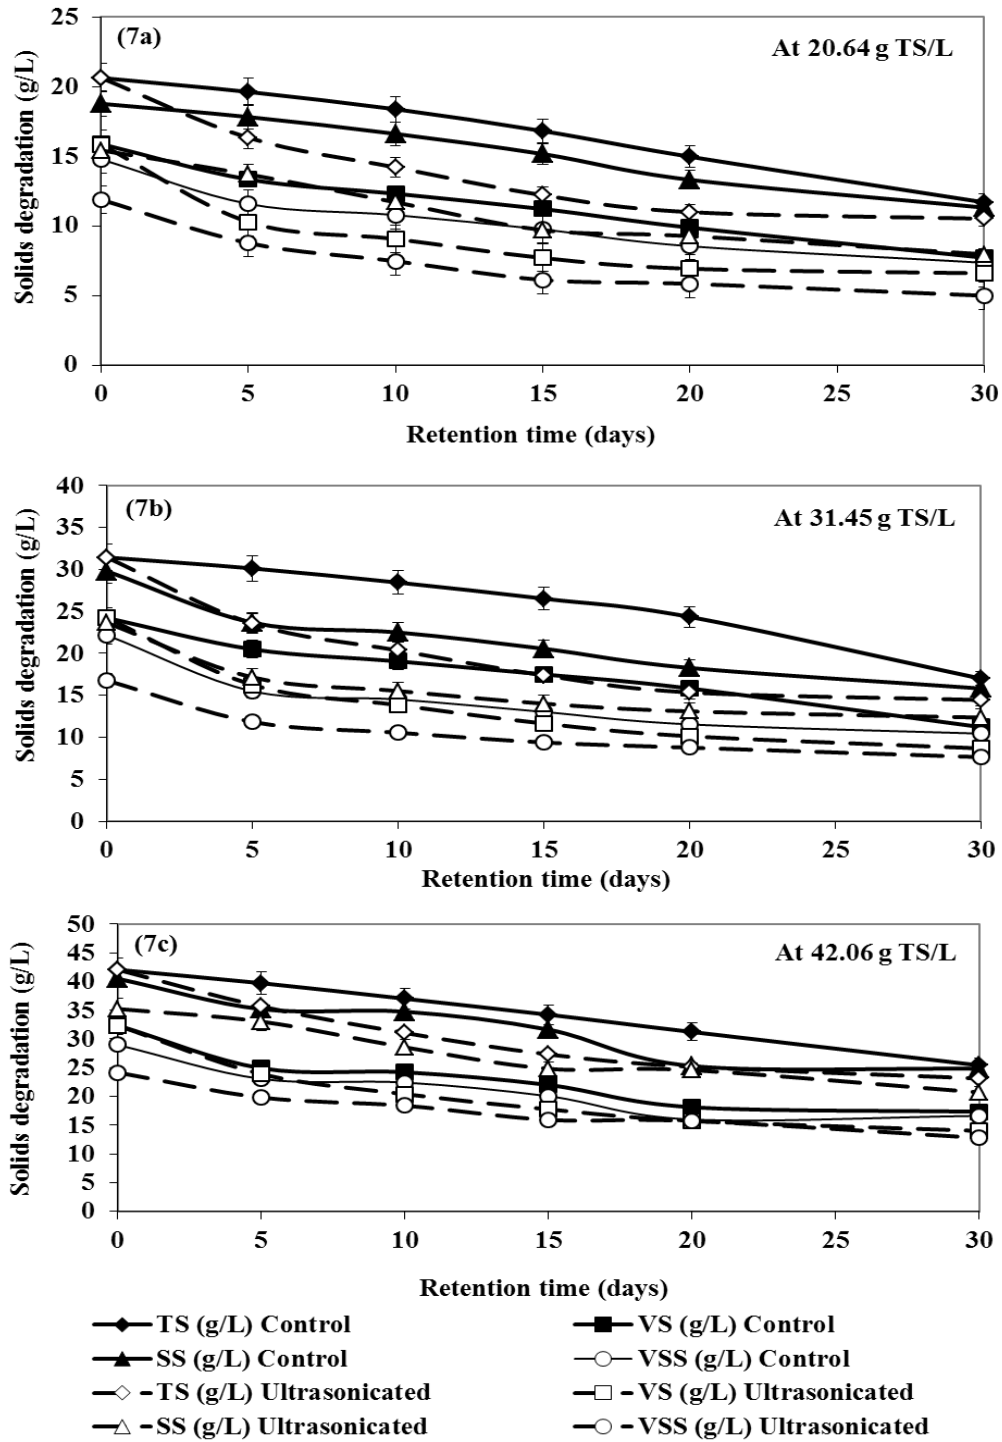 (7a)
At 20.64 g TS/L
Solids degradation (g/L)
25
20
15
10
5
0
0 5 10 15 20 25 30
Retention time (days)
(7b)
At 31.45 g TS/L
Solids degradation (g/L)
40
35
30
25
20
15
10
5
0
0 5 10 15 20 25 30
Retention time (days)
(7c)
At 42.06 g TS/L
Solids degradation (g/L)
50
45
40
35
30
25
20
15
10
5
0
0 5 10 15 20 25 30
Retention time (days)
TS (g/L) Control
VS (g/L) Control
SS (g/L) Control
VSS (g/L) Control
TS (g/L) Ultrasonicated
VS (g/L) Ultrasonicated
SS (g/L) Ultrasonicated
VSS (g/L) Ultrasonicated